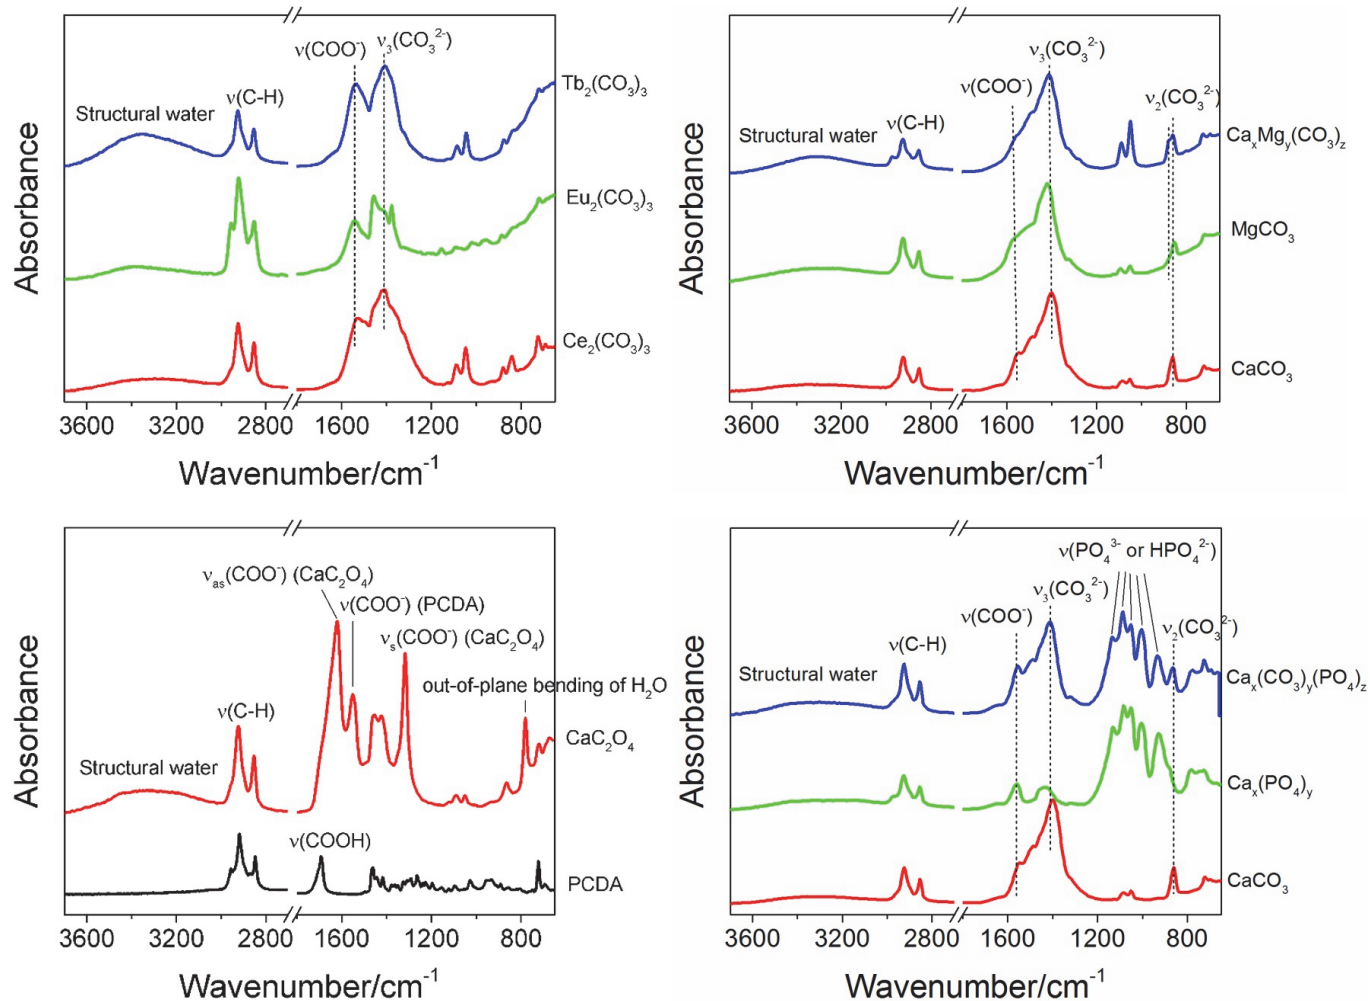 ν(COO⁻) ν₃(CO₃²⁻)
Tb₂(CO₃)₃
ν(C-H)
Structural water
Eu₂(CO₃)₃
Ce₂(CO₃)₃
Absorbance
3600 3200 2800 1600 1200 800
Wavenumber/cm⁻¹
ν₃(CO₃²⁻)
ν(COO⁻)
ν₂(CO₃²⁻)
Structural water ν(C-H)
CaₓMgᵧ(CO₃)z
MgCO₃
CaCO₃
Absorbance
3600 3200 2800 1600 1200 800
Wavenumber/cm⁻¹
νas(COO⁻) (CaC₂O₄)
ν(COO⁻) (PCDA)
νs(COO⁻) (CaC₂O₄)
out-of-plane bending of H₂O
ν(C-H)
CaC₂O₄
Structural water
ν(COOH)
PCDA
Absorbance
3600 3200 2800 1600 1200 800
Wavenumber/cm⁻¹
ν(PO₄³⁻ or HPO₄²⁻)
ν₃(CO₃²⁻)
ν(COO⁻)
ν₂(CO₃²⁻)
ν(C-H)
Structural water
Caₓ(CO₃)ᵧ(PO₄)z
Caₓ(PO₄)ᵧ
CaCO₃
Absorbance
3600 3200 2800 1600 1200 800
Wavenumber/cm⁻¹